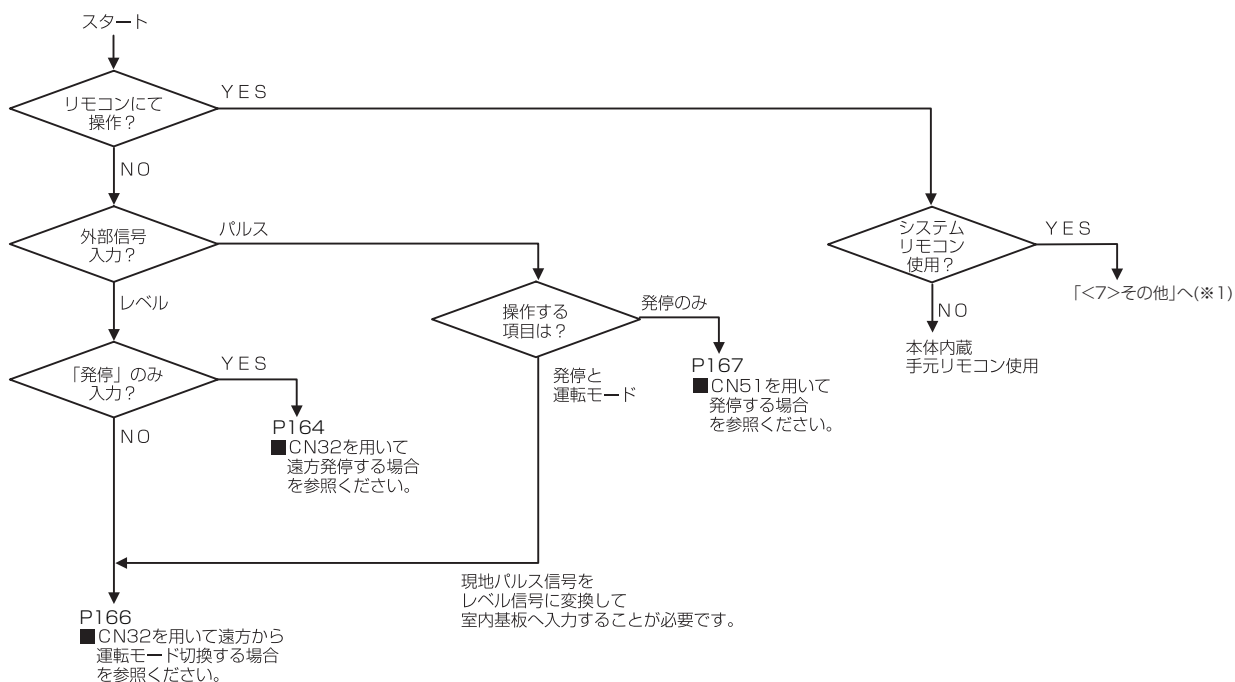 スタート
リモコンにて
操作？
ＹＥＳ
ＮＯ
外部信号
入力？
パルス
レベル
「発停」のみ
入力？
ＹＥＳ
ＮＯ
P164
■CN32を用いて
遠方発停する場合
を参照ください。
操作する
項目は？
発停のみ
発停と
運転モード
P167
■CN51を用いて
発停する場合
を参照ください。
システム
リモコン
使用？
ＹＥＳ
「<7>その他」へ(※1)
ＮＯ
本体内蔵
手元リモコン使用
現地パルス信号を
レベル信号に変換して
室内基板へ入力することが必要です。
P166
■CN32を用いて遠方から
運転モード切換する場合
を参照ください。